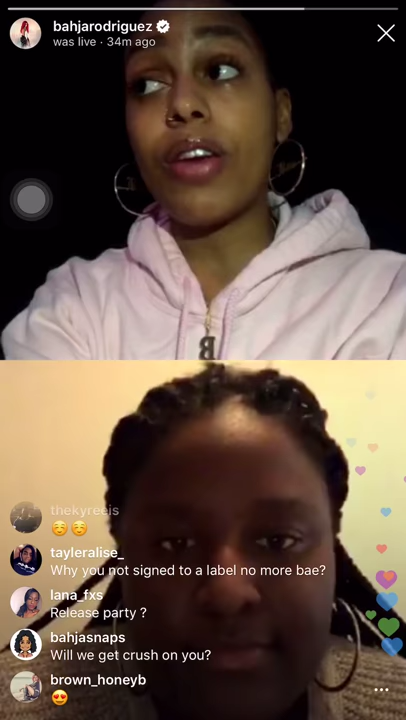 bahjarodriguez
was live · 34m ago
B
thekyreeis
☺️☺️
tayleralise_
Why you not signed to a label no more bae?
lana_fxs
Release party ?
bahjasnaps
Will we get crush on you?
brown_honeyb
😍